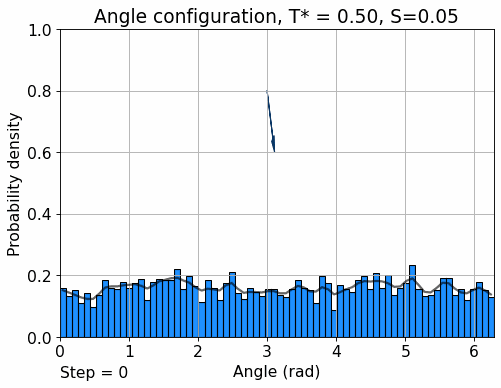 Angle configuration, T* = 0.50, S=0.05
Probability density
1.0
0.8
0.6
0.4
0.2
0.0
0 1 2 3 4 5 6
Angle (rad)
Step = 0